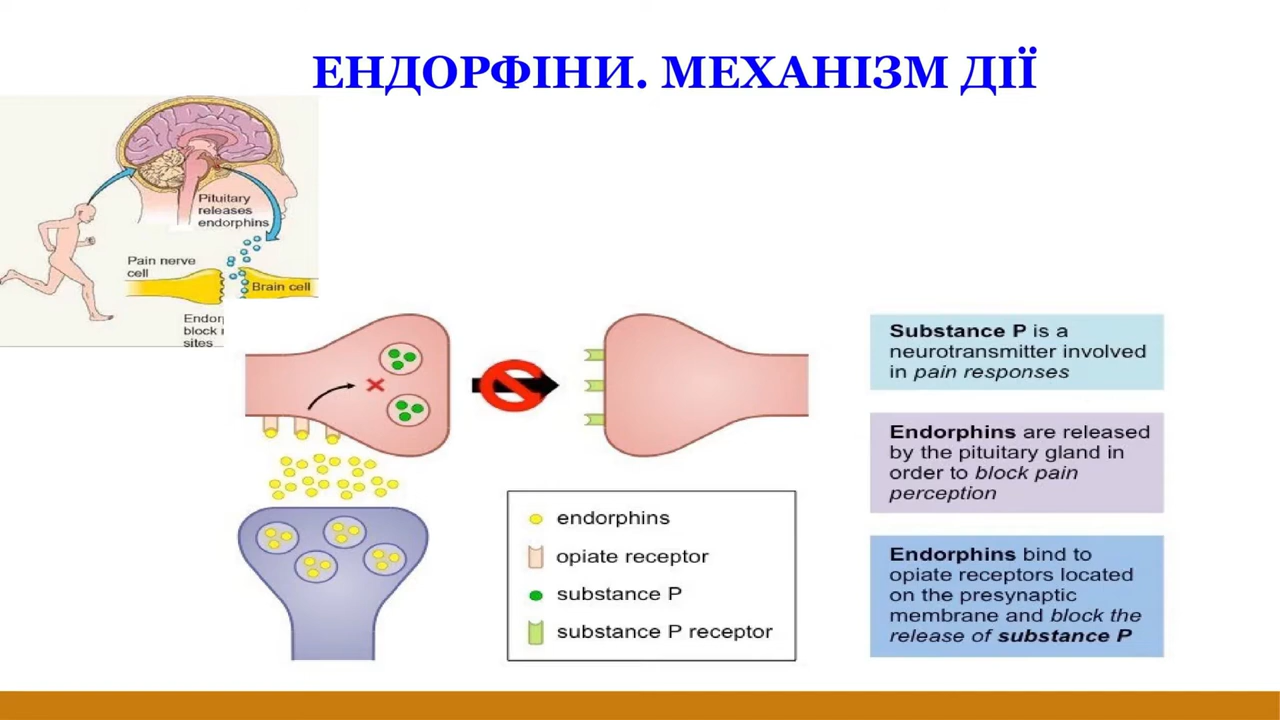 ЕНДОРФІНИ. МЕХАНІЗМ ДІЇ
Pituitary
releases
endorphins
Pain nerve
cell
Brain cell
block
sites
Substance P is a
neurotransmitter involved
in pain responses
Endorphins are released
by the pituitary gland in
order to block pain
perception
Endorphins bind to
opiate receptors located
on the presynaptic
membrane and block the
release of substance P
endorphins
opiate receptor
substance P
substance P receptor